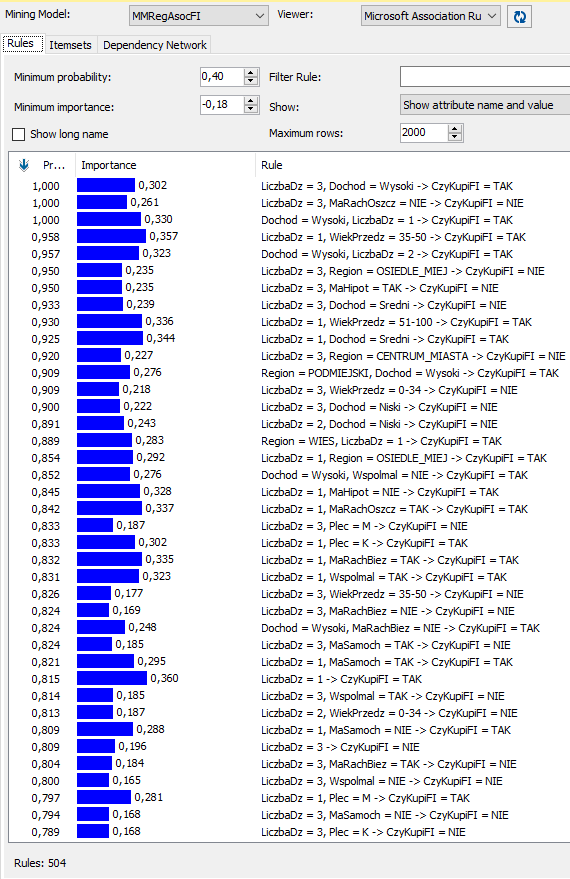 Mining Model: MMRegAsocFI Viewer: Microsoft Association Ru
Rules Itemsets Dependency Network
Minimum probability: 0,40 Filter Rule:
Minimum importance: -0,18 Show: Show attribute name and value
Show long name Maximum rows: 2000
Pr... Importance Rule
1,000 0,302 LiczbaDz = 3, Dochod = Wysoki -> CzyKupiFI = TAK
1,000 0,261 LiczbaDz = 3, MaRachOszcz = NIE -> CzyKupiFI = NIE
1,000 0,330 Dochod = Wysoki, LiczbaDz = 1 -> CzyKupiFI = TAK
0,958 0,357 LiczbaDz = 1, WiekPrzedz = 35-50 -> CzyKupiFI = TAK
0,957 0,323 Dochod = Wysoki, LiczbaDz = 2 -> CzyKupiFI = TAK
0,950 0,235 LiczbaDz = 3, Region = OSIEDLE_MIEJ -> CzyKupiFI = NIE
0,950 0,235 LiczbaDz = 3, MaHipot = TAK -> CzyKupiFI = NIE
0,933 0,239 LiczbaDz = 3, Dochod = Sredni -> CzyKupiFI = NIE
0,930 0,336 LiczbaDz = 1, WiekPrzedz = 51-100 -> CzyKupiFI = TAK
0,925 0,344 LiczbaDz = 1, Dochod = Sredni -> CzyKupiFI = TAK
0,920 0,227 LiczbaDz = 3, Region = CENTRUM_MIASTA -> CzyKupiFI = NIE
0,909 0,276 Region = PODMIEJSKI, Dochod = Wysoki -> CzyKupiFI = TAK
0,909 0,218 LiczbaDz = 3, WiekPrzedz = 0-34 -> CzyKupiFI = NIE
0,900 0,222 LiczbaDz = 3, Dochod = Niski -> CzyKupiFI = NIE
0,891 0,243 LiczbaDz = 2, Dochod = Niski -> CzyKupiFI = NIE
0,889 0,283 Region = WIES, LiczbaDz = 1 -> CzyKupiFI = TAK
0,854 0,292 LiczbaDz = 1, Region = OSIEDLE_MIEJ -> CzyKupiFI = TAK
0,852 0,276 Dochod = Wysoki, Wspolmal = NIE -> CzyKupiFI = TAK
0,845 0,328 LiczbaDz = 1, MaHipot = NIE -> CzyKupiFI = TAK
0,842 0,337 LiczbaDz = 1, MaRachOszcz = TAK -> CzyKupiFI = TAK
0,833 0,187 LiczbaDz = 3, Plec = M -> CzyKupiFI = NIE
0,833 0,302 LiczbaDz = 1, Plec = K -> CzyKupiFI = TAK
0,832 0,335 LiczbaDz = 1, MaRachBiez = TAK -> CzyKupiFI = TAK
0,831 0,323 LiczbaDz = 1, Wspolmal = TAK -> CzyKupiFI = TAK
0,826 0,177 LiczbaDz = 3, WiekPrzedz = 35-50 -> CzyKupiFI = NIE
0,824 0,169 LiczbaDz = 3, MaRachBiez = NIE -> CzyKupiFI = NIE
0,824 0,248 Dochod = Wysoki, MaRachBiez = NIE -> CzyKupiFI = TAK
0,824 0,185 LiczbaDz = 3, MaSamoch = TAK -> CzyKupiFI = NIE
0,821 0,295 LiczbaDz = 1, MaSamoch = TAK -> CzyKupiFI = TAK
0,815 0,360 LiczbaDz = 1 -> CzyKupiFI = TAK
0,814 0,185 LiczbaDz = 3, Wspolmal = TAK -> CzyKupiFI = NIE
0,813 0,187 LiczbaDz = 2, WiekPrzedz = 0-34 -> CzyKupiFI = NIE
0,809 0,288 LiczbaDz = 1, MaSamoch = NIE -> CzyKupiFI = TAK
0,809 0,196 LiczbaDz = 3 -> CzyKupiFI = NIE
0,804 0,184 LiczbaDz = 3, MaRachBiez = TAK -> CzyKupiFI = NIE
0,800 0,165 LiczbaDz = 3, Wspolmal = NIE -> CzyKupiFI = NIE
0,797 0,281 LiczbaDz = 1, Plec = M -> CzyKupiFI = TAK
0,794 0,168 LiczbaDz = 3, MaSamoch = NIE -> CzyKupiFI = NIE
0,789 0,168 LiczbaDz = 3, Plec = K -> CzyKupiFI = NIE
Rules: 504